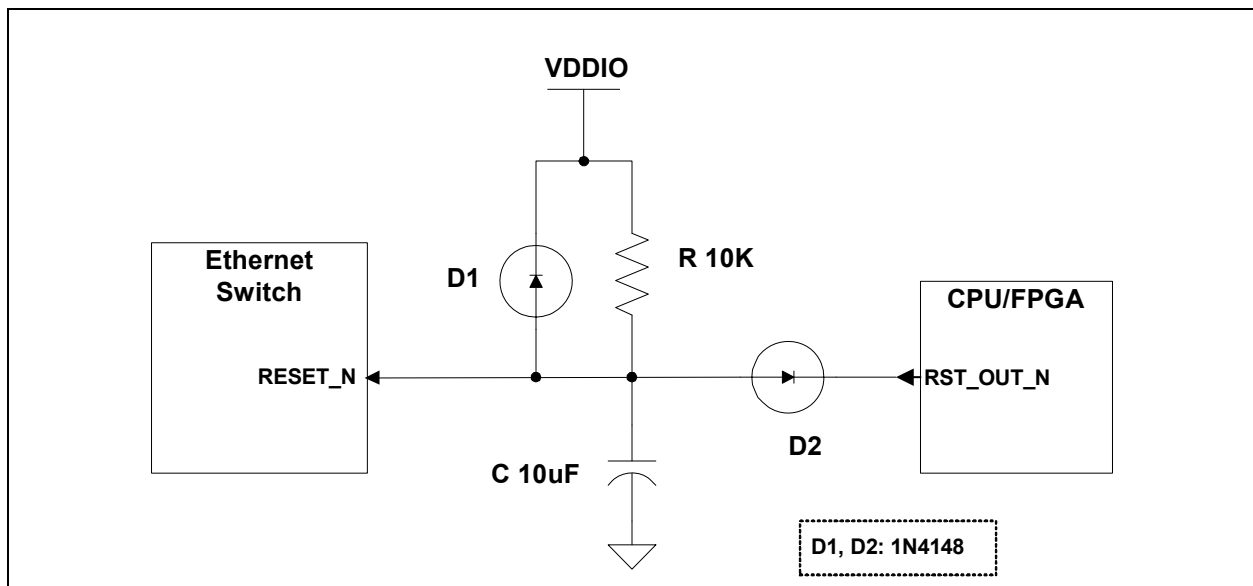 VDDIO
Ethernet
Switch
D1
R 10K
CPU/FPGA
RESET_N
RST_OUT_N
D2
C 10uF
D1, D2: 1N4148